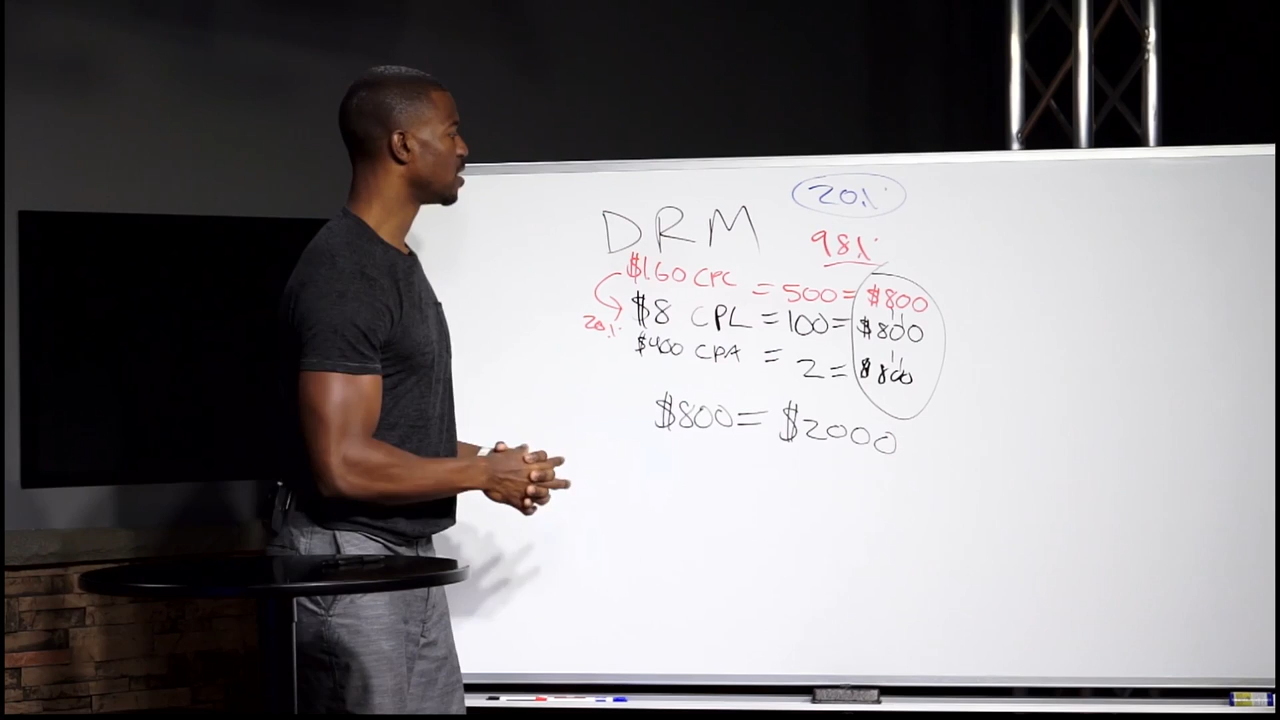 20%
DRM
98%
$1.60 CPC = 500 = $800
20%
$8 CPL = 100 = $800
$400 CPA = 2 = $800
$800 = $2000